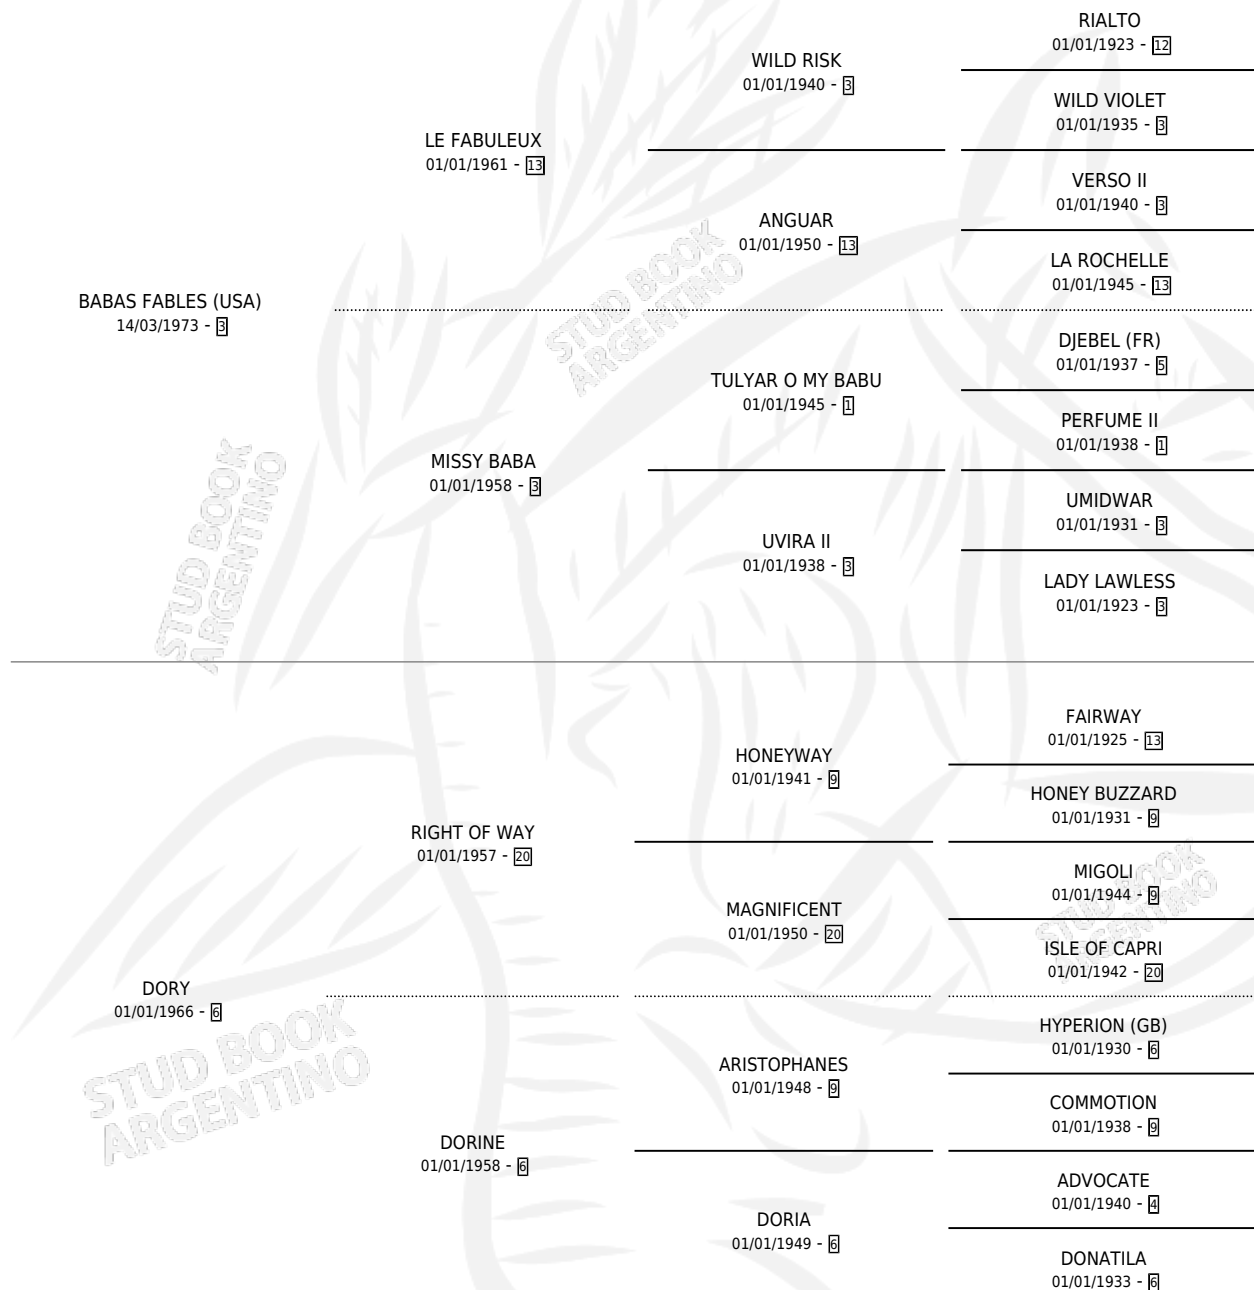 RIALTO
01/01/1923 - 12
WILD RISK
01/01/1940 - 3
WILD VIOLET
01/01/1935 - 3
LE FABULEUX
01/01/1961 - 13
VERSO II
01/01/1940 - 3
ANGUAR
01/01/1950 - 13
LA ROCHELLE
01/01/1945 - 13
BABAS FABLES (USA)
14/03/1973 - 3
DJEBEL (FR)
01/01/1937 - 5
TULYAR O MY BABU
01/01/1945 - 1
PERFUME II
01/01/1938 - 1
MISSY BABA
01/01/1958 - 3
UMIDWAR
01/01/1931 - 3
UVIRA II
01/01/1938 - 3
LADY LAWLESS
01/01/1923 - 3
STUD BOOK
ARGENTINO
STUD BOOK
ARGENTINO
FAIRWAY
01/01/1925 - 13
HONEYWAY
01/01/1941 - 9
HONEY BUZZARD
01/01/1931 - 9
RIGHT OF WAY
01/01/1957 - 20
MIGOLI
01/01/1944 - 9
MAGNIFICENT
01/01/1950 - 20
ISLE OF CAPRI
01/01/1942 - 20
DORY
01/01/1966 - 6
HYPERION (GB)
01/01/1930 - 6
ARISTOPHANES
01/01/1948 - 9
COMMOTION
01/01/1938 - 9
DORINE
01/01/1958 - 6
ADVOCATE
01/01/1940 - 4
DORIA
01/01/1949 - 6
DONATILA
01/01/1933 - 6
STUD BOOK
ARGENTINO
STUD BOOK
ARGENTINO